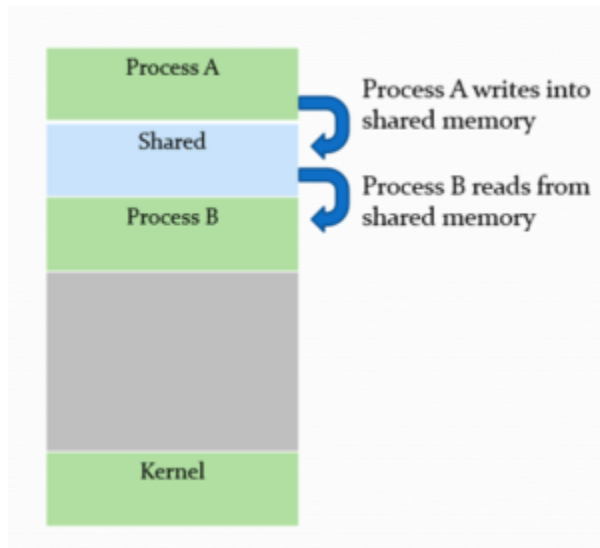 Process A
Process A writes into
shared memory
Shared
Process B reads from
shared memory
Process B
Kernel